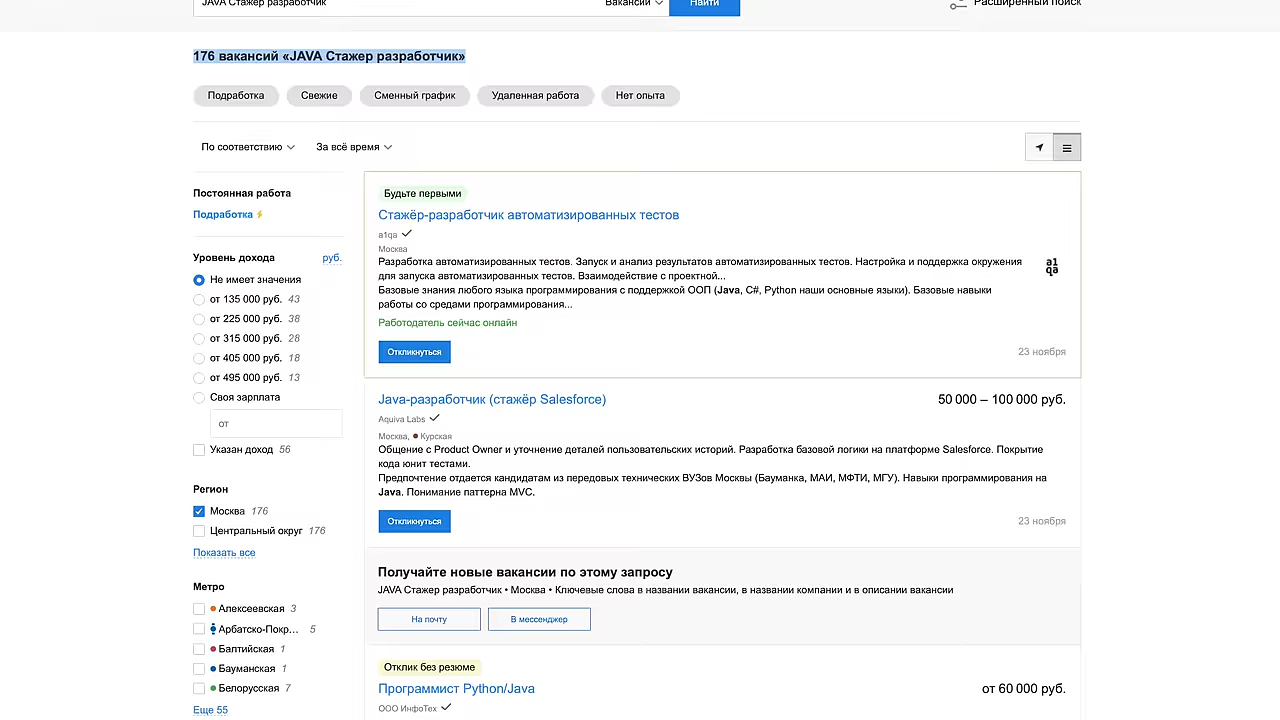 JAVA Стажер разработчик
Вакансии
Найти
Расширенный поиск
176 вакансий «JAVA Стажер разработчик»
Подработка
Свежие
Сменный график
Удаленная работа
Нет опыта
По соответствию
За всё время
Постоянная работа
Подработка
Уровень дохода
руб.
Не имеет значения
от 135 000 руб. 43
от 225 000 руб. 38
от 315 000 руб. 28
от 405 000 руб. 18
от 495 000 руб. 13
Своя зарплата
от
Указан доход 56
Регион
Москва 176
Центральный округ 176
Показать все
Метро
Алексеевская 3
Арбатско-Покр... 5
Балтийская 1
Бауманская 1
Белорусская 7
Еще 55
Будьте первыми
Стажёр-разработчик автоматизированных тестов
a1qa
Москва
Разработка автоматизированных тестов. Запуск и анализ результатов автоматизированных тестов. Настройка и поддержка окружения
для запуска автоматизированных тестов. Взаимодействие с проектной...
Базовые знания любого языка программирования с поддержкой ООП (Java, C#, Python наши основные языки). Базовые навыки
работы со средами программирования...
Работодатель сейчас онлайн
a1
qa
Откликнуться
23 ноября
Java-разработчик (стажёр Salesforce)
50 000 – 100 000 руб.
Aquiva Labs
Москва, Курская
Общение с Product Owner и уточнение деталей пользовательских историй. Разработка базовой логики на платформе Salesforce. Покрытие
кода юнит тестами.
Предпочтение отдается кандидатам из передовых технических ВУЗов Москвы (Бауманка, МАИ, МФТИ, МГУ). Навыки программирования на
Java. Понимание паттерна MVC.
Откликнуться
23 ноября
Получайте новые вакансии по этому запросу
JAVA Стажер разработчик • Москва • Ключевые слова в названии вакансии, в названии компании и в описании вакансии
На почту
В мессенджер
Отклик без резюме
Программист Python/Java
от 60 000 руб.
ООО ИнфоТех